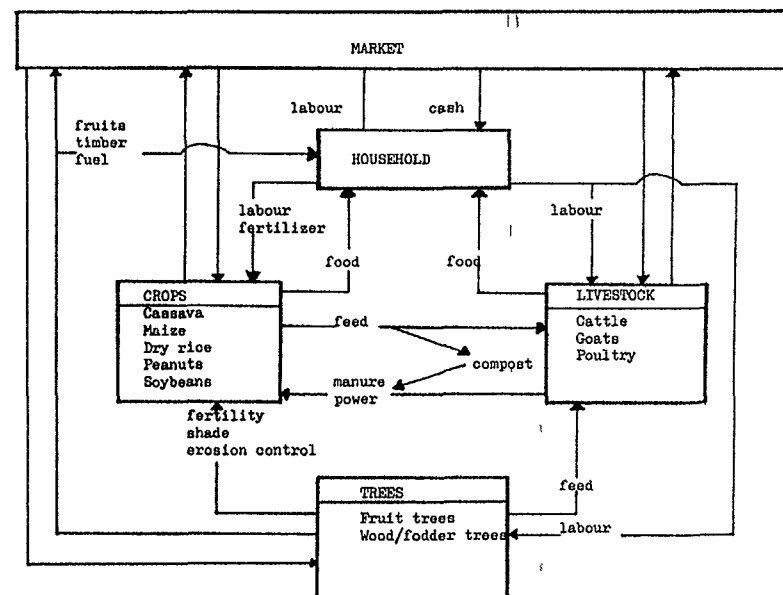 MARKET
labour
cash
fruits
timber
fuel
HOUSEHOLD
labour
fertilizer
labour
food
food
CROPS
Cassava
Maize
Dry rice
Peanuts
Soybeans
LIVESTOCK
Cattle
Goats
Poultry
feed
compost
manure
power
fertility
shade
erosion control
feed
TREES
Fruit trees
Wood/fodder trees
labour